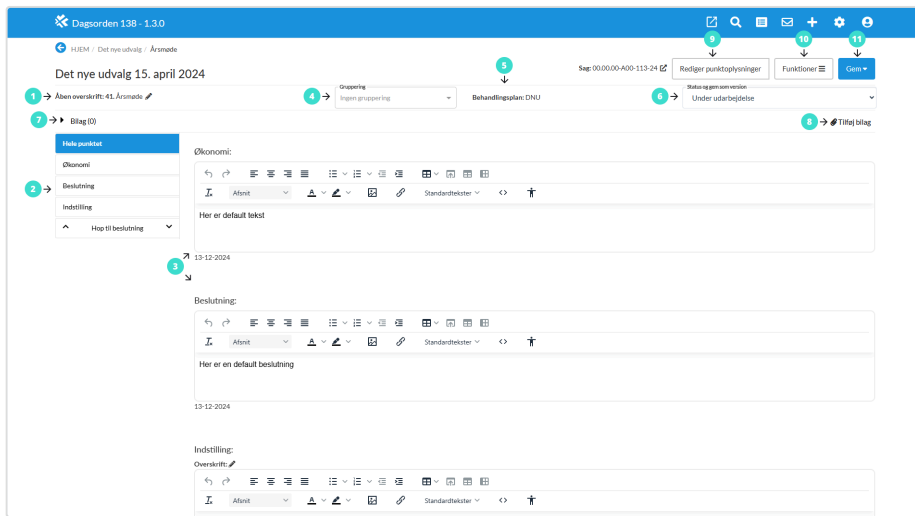 Dagsorden 138 - 1.3.0
HJEM / Det nye udvalg / Årsmøde
9 10 11
Det nye udvalg 15. april 2024
Sag: 00.00.00-A00-113-24
Rediger punktoplysninger
Funktioner
Gem
5
1 Åben overskrift: 41. Årsmøde
4 Gruppering
Ingen gruppering
Behandlingsplan: DNU
6 Status og gem som version
Under udarbejdelse
7 Bilag (0)
8 Tilføj bilag
Hele punktet
Økonomi
2 Beslutning
Indstilling
Hop til beslutning
3
Økonomi:
Afsnit A Standardtekster
Her er default tekst
13-12-2024
Beslutning:
Afsnit A Standardtekster
Her er en default beslutning
13-12-2024
Indstilling:
Overskrift:
Afsnit A Standardtekster